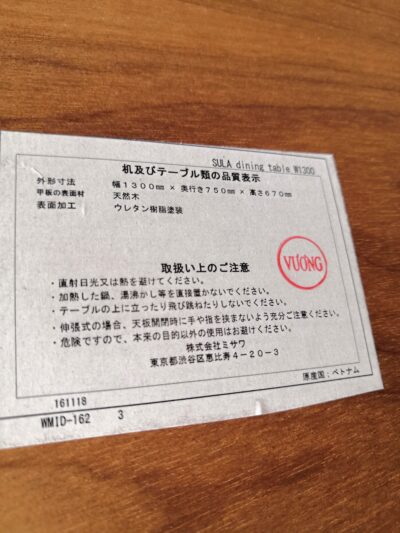 SULA dining table W1300
机及びテーブル類の品質表示
外形寸法 幅1300mm × 奥行き750mm × 高さ670mm
甲板の表面材 天然木
表面加工 ウレタン樹脂塗装
VƯƠNG
取扱い上のご注意
・直射日光又は熱を避けてください。
・加熱した鍋、湯沸かし等を直接置かないでください。
・テーブルの上に立ったり飛び跳ねたりしないでください。
・伸張式の場合、天板開閉時に手や指を挟まないよう充分ご注意ください。
・危険ですので、本来の目的以外の使用はお避けください。
株式会社ミサワ
東京都渋谷区恵比寿4-20-3
原産国:ベトナム
161118
WMID-162 3